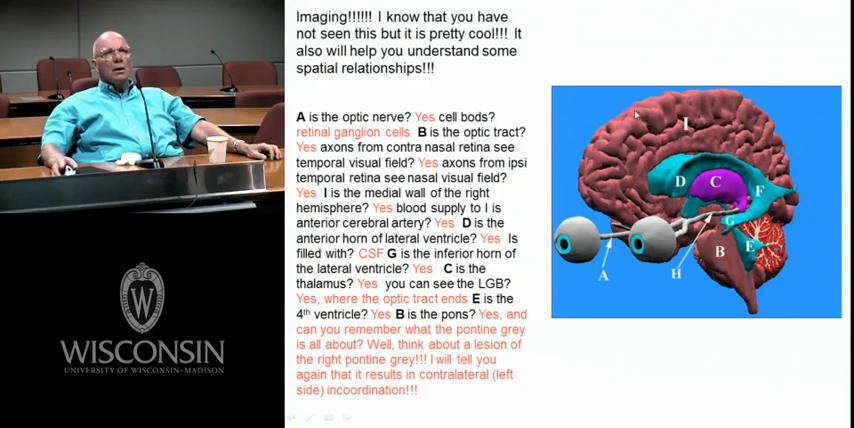 Imaging!!!!!! I know that you have
not seen this but it is pretty cool!!! It
also will help you understand some
spatial relationships!!!
A is the optic nerve? Yes cell bods?
retinal ganglion cells B is the optic tract?
Yes axons from contra nasal retina see
temporal visual field? Yes axons from ipsi
temporal retina see nasal visual field?
Yes I is the medial wall of the right
hemisphere? Yes blood supply to I is
anterior cerebral artery? Yes D is the
anterior horn of lateral ventricle? Yes Is
filled with? CSF G is the inferior horn of
the lateral ventricle? Yes C is the
thalamus? Yes you can see the LGB?
Yes, where the optic tract ends E is the
4th ventricle? Yes B is the pons? Yes, and
can you remember what the pontine grey
is all about? Well, think about a lesion of
the right pontine grey!!! I will tell you
again that it results in contralateral (left
side) incoordination!!!
I
D
C
F
G
E
B
A
H
W
WISCONSIN
UNIVERSITY OF WISCONSIN–MADISON